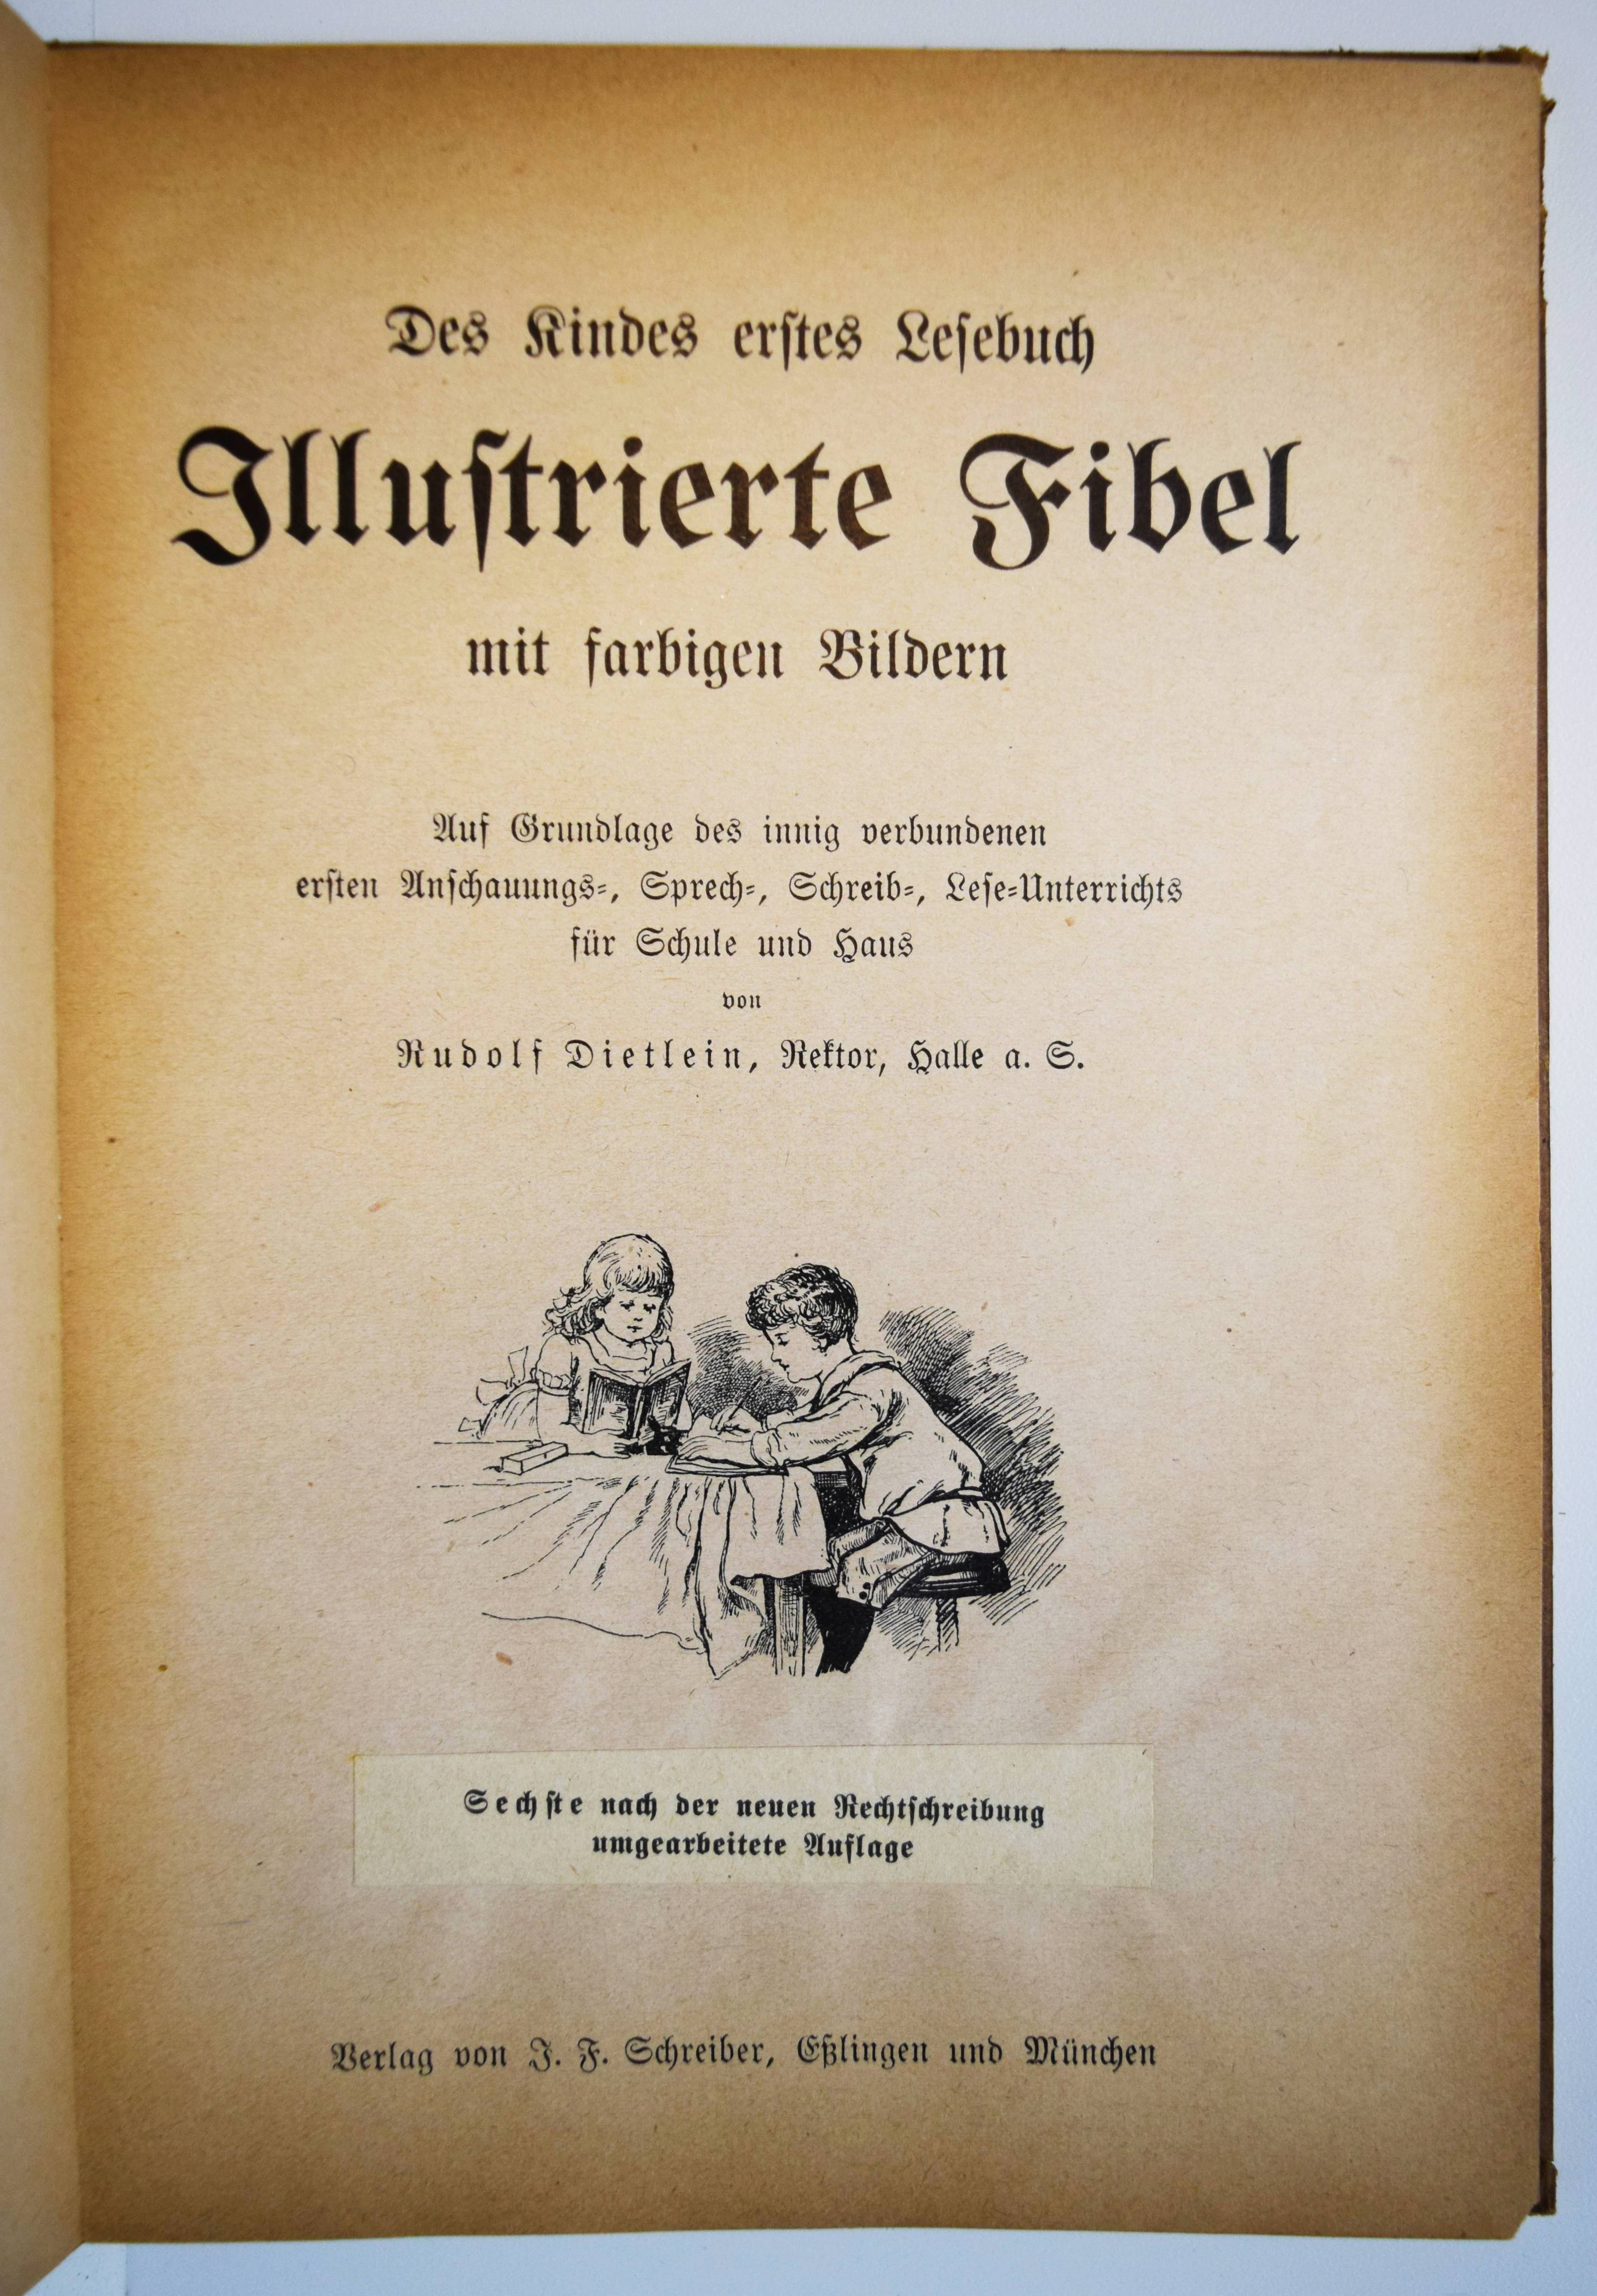 Des Kindes erſtes Leſebuch
Illuſtrierte Fibel
mit farbigen Bildern
Auf Grundlage des innig verbundenen
erſten Anſchauungs⸗, Sprech⸗, Schreib⸗, Leſe⸗Unterrichts
für Schule und Haus
von
Rudolf Dietlein, Rektor, Halle a. S.
Sechſte nach der neuen Rechtſchreibung
umgearbeitete Auflage
Verlag von J. F. Schreiber, Eßlingen und München